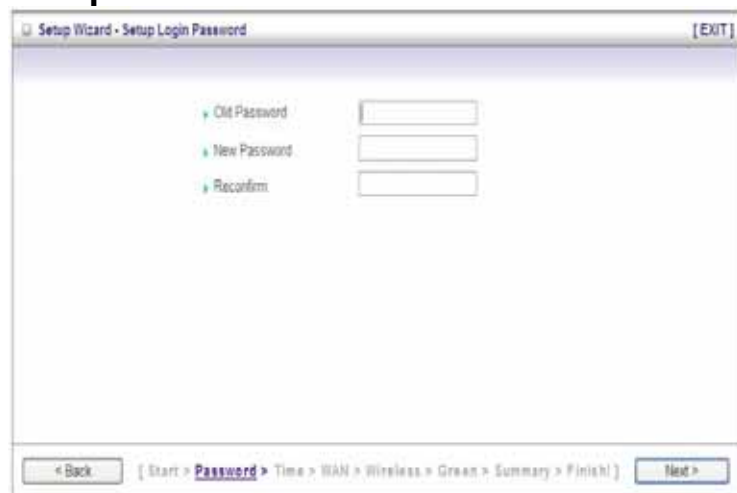 Setup Wizard - Setup Login Password [EXIT]
Old Password
New Password
Reconfirm
< Back [ Start > Password > Time > WAN > Wireless > Green > Summary > Finish! ] Next >